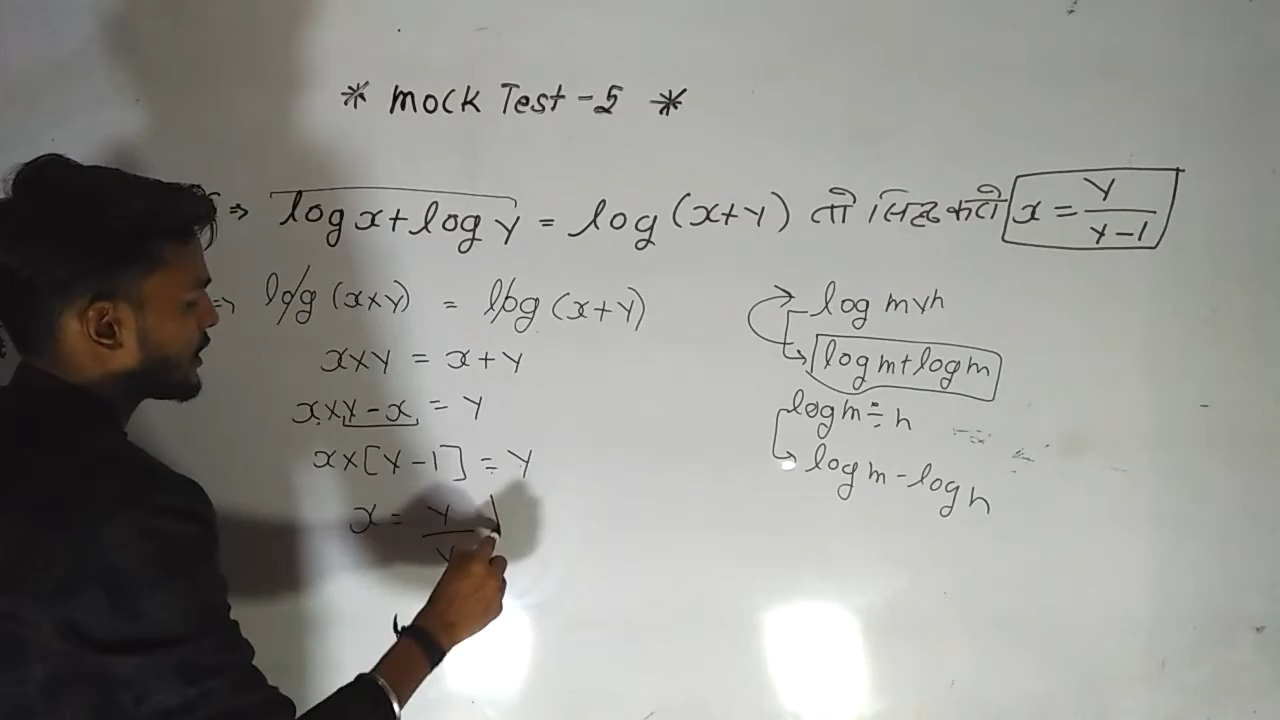 * Mock Test-5 *
⇒ log x + log y = log (x+y) तो सिद्ध करो x = y/y-1
⇒ log (x×y) = log (x+y)
x×y = x+y
x×y-x = y
x×[y-1] = y
x = y/y
log m×n
log m + log m
log m ÷ n
log m - log n